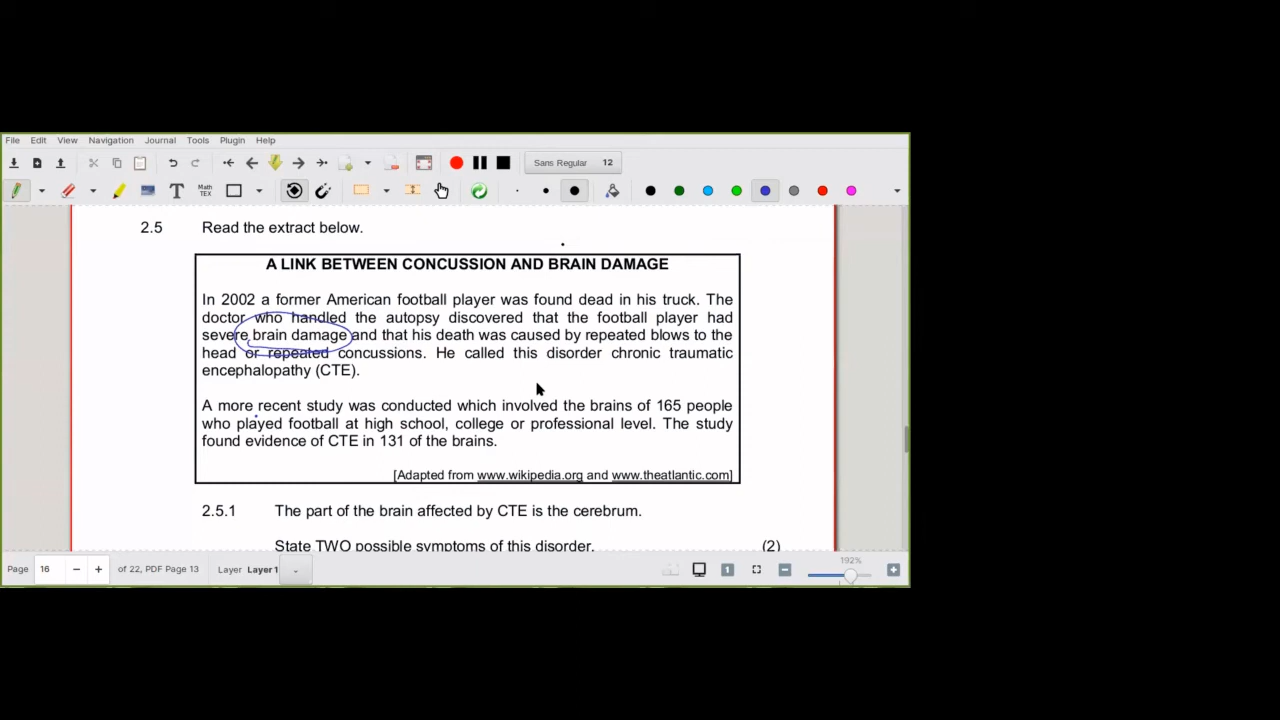 File Edit View Navigation Journal Tools Plugin Help
Sans Regular 12
T Math TEX
2.5 Read the extract below.
A LINK BETWEEN CONCUSSION AND BRAIN DAMAGE
In 2002 a former American football player was found dead in his truck. The
doctor who handled the autopsy discovered that the football player had
severe brain damage and that his death was caused by repeated blows to the
head or repeated concussions. He called this disorder chronic traumatic
encephalopathy (CTE).
A more recent study was conducted which involved the brains of 165 people
who played football at high school, college or professional level. The study
found evidence of CTE in 131 of the brains.
[Adapted from www.wikipedia.org and www.theatlantic.com]
2.5.1 The part of the brain affected by CTE is the cerebrum.
State TWO possible symptoms of this disorder. (2)
Page 16 of 22, PDF Page 13 Layer Layer 1 1 192%